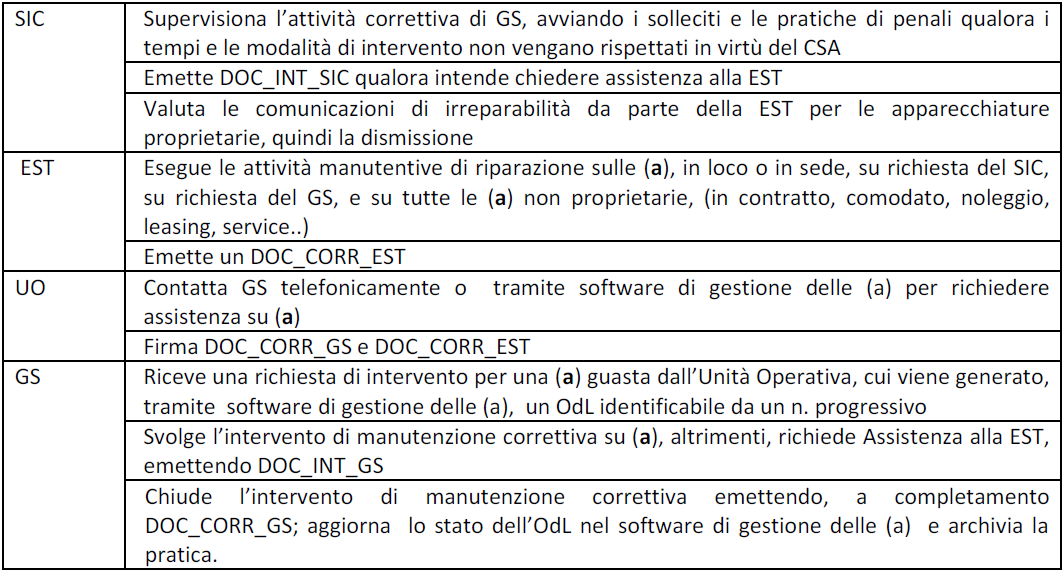 SIC
Supervisiona l’attività correttiva di GS, avviando i solleciti e le pratiche di penali qualora i
tempi e le modalità di intervento non vengano rispettati in virtù del CSA
Emette DOC_INT_SIC qualora intende chiedere assistenza alla EST
Valuta le comunicazioni di irreparabilità da parte della EST per le apparecchiature
proprietarie, quindi la dismissione
EST
Esegue le attività manutentive di riparazione sulle (a), in loco o in sede, su richiesta del SIC,
su richiesta del GS, e su tutte le (a) non proprietarie, (in contratto, comodato, noleggio,
leasing, service..)
Emette un DOC_CORR_EST
UO
Contatta GS telefonicamente o tramite software di gestione delle (a) per richiedere
assistenza su (a)
Firma DOC_CORR_GS e DOC_CORR_EST
GS
Riceve una richiesta di intervento per una (a) guasta dall’Unità Operativa, cui viene generato,
tramite software di gestione delle (a), un OdL identificabile da un n. progressivo
Svolge l’intervento di manutenzione correttiva su (a), altrimenti, richiede Assistenza alla EST,
emettendo DOC_INT_GS
Chiude l’intervento di manutenzione correttiva emettendo, a completamento
DOC_CORR_GS; aggiorna lo stato dell’OdL nel software di gestione delle (a) e archivia la
pratica.